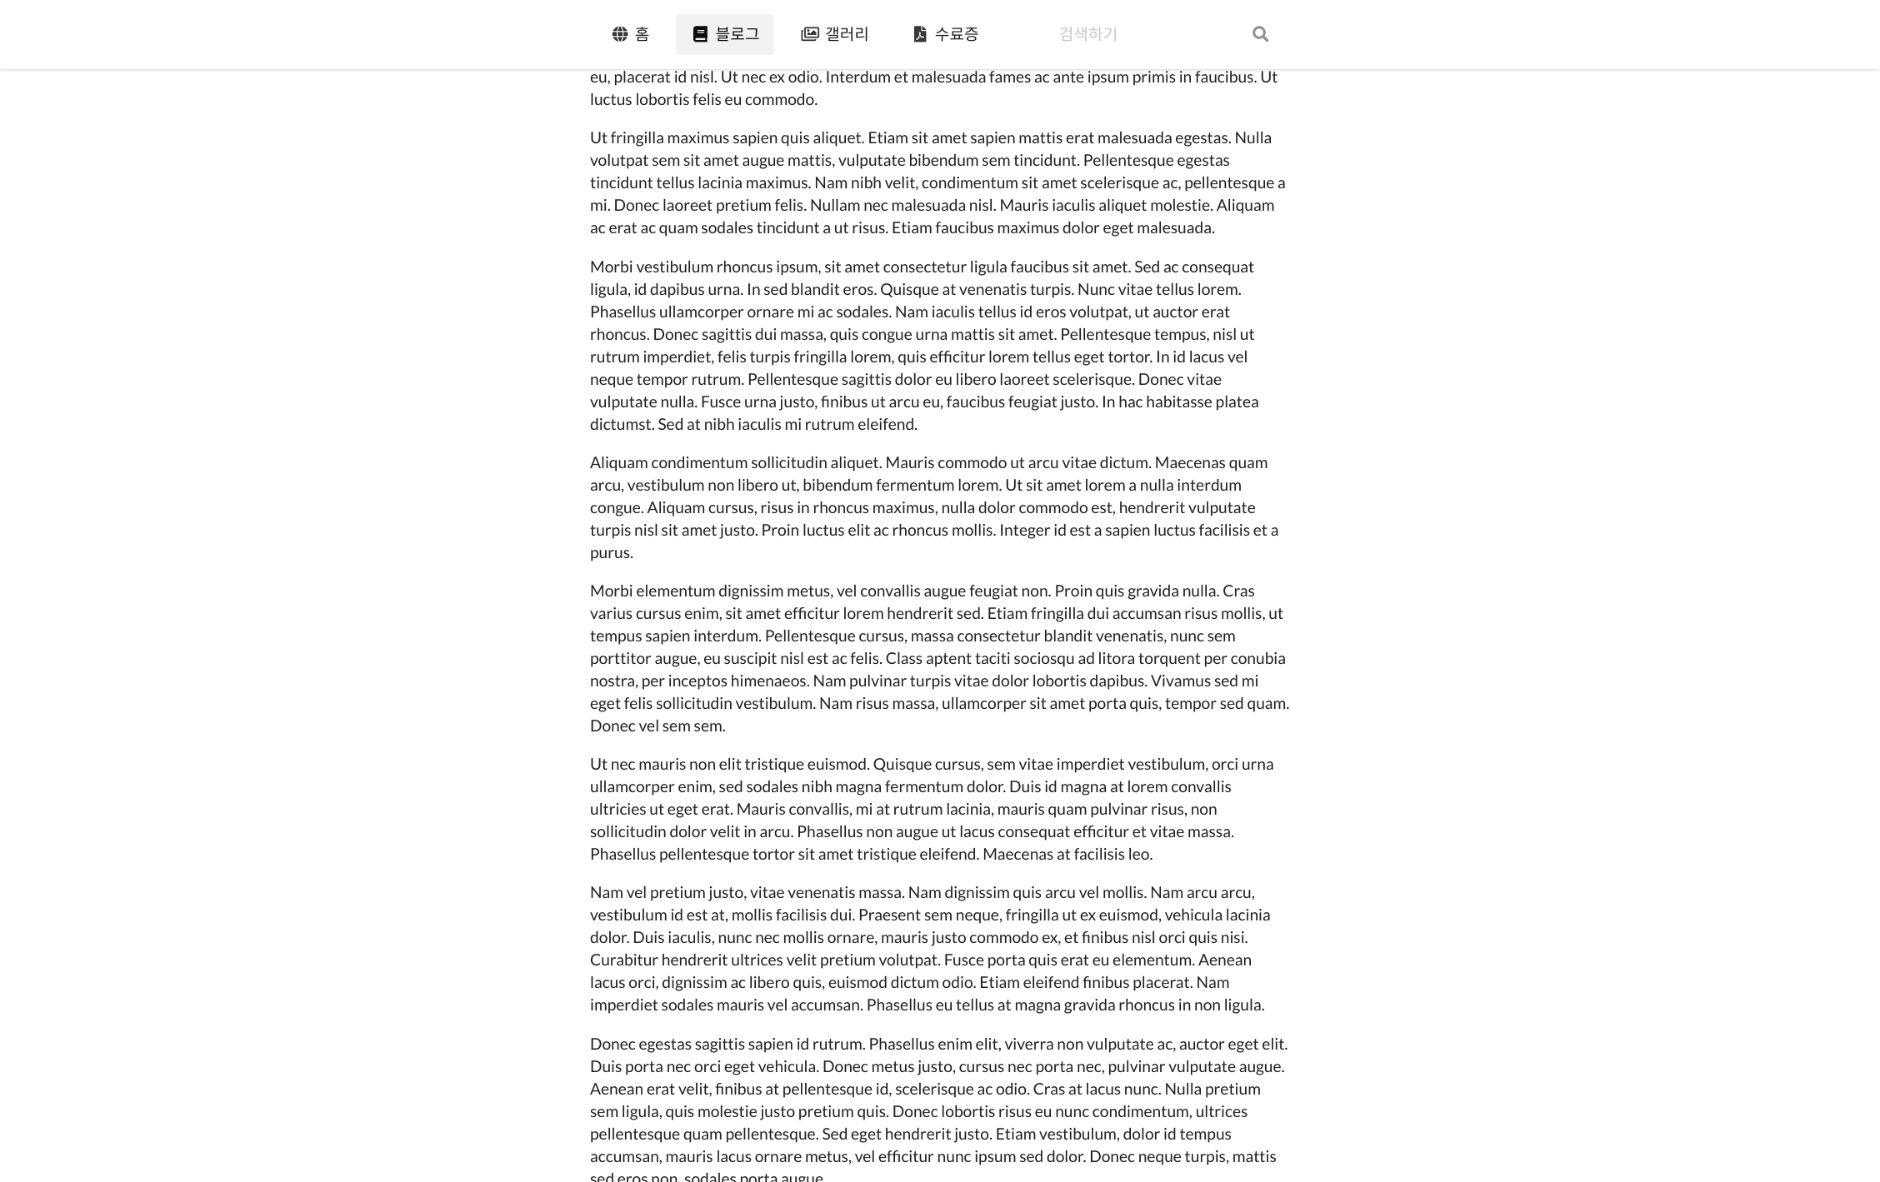 홈 블로그 갤러리 수료증 검색하기
eu, placerat id nisl. Ut nec ex odio. Interdum et malesuada fames ac ante ipsum primis in faucibus. Ut
luctus lobortis felis eu commodo.
Ut fringilla maximus sapien quis aliquet. Etiam sit amet sapien mattis erat malesuada egestas. Nulla
volutpat sem sit amet augue mattis, vulputate bibendum sem tincidunt. Pellentesque egestas
tincidunt tellus lacinia maximus. Nam nibh velit, condimentum sit amet scelerisque ac, pellentesque a
mi. Donec laoreet pretium felis. Nullam nec malesuada nisl. Mauris iaculis aliquet molestie. Aliquam
ac erat ac quam sodales tincidunt a ut risus. Etiam faucibus maximus dolor eget malesuada.
Morbi vestibulum rhoncus ipsum, sit amet consectetur ligula faucibus sit amet. Sed ac consequat
ligula, id dapibus urna. In sed blandit eros. Quisque at venenatis turpis. Nunc vitae tellus lorem.
Phasellus ullamcorper ornare mi ac sodales. Nam iaculis tellus id eros volutpat, ut auctor erat
rhoncus. Donec sagittis dui massa, quis congue urna mattis sit amet. Pellentesque tempus, nisl ut
rutrum imperdiet, felis turpis fringilla lorem, quis efficitur lorem tellus eget tortor. In id lacus vel
neque tempor rutrum. Pellentesque sagittis dolor eu libero laoreet scelerisque. Donec vitae
vulputate nulla. Fusce urna justo, finibus ut arcu eu, faucibus feugiat justo. In hac habitasse platea
dictumst. Sed at nibh iaculis mi rutrum eleifend.
Aliquam condimentum sollicitudin aliquet. Mauris commodo ut arcu vitae dictum. Maecenas quam
arcu, vestibulum non libero ut, bibendum fermentum lorem. Ut sit amet lorem a nulla interdum
congue. Aliquam cursus, risus in rhoncus maximus, nulla dolor commodo est, hendrerit vulputate
turpis nisl sit amet justo. Proin luctus elit ac rhoncus mollis. Integer id est a sapien luctus facilisis et a
purus.
Morbi elementum dignissim metus, vel convallis augue feugiat non. Proin quis gravida nulla. Cras
varius cursus enim, sit amet efficitur lorem hendrerit sed. Etiam fringilla dui accumsan risus mollis, ut
tempus sapien interdum. Pellentesque cursus, massa consectetur blandit venenatis, nunc sem
porttitor augue, eu suscipit nisl est ac felis. Class aptent taciti sociosqu ad litora torquent per conubia
nostra, per inceptos himenaeos. Nam pulvinar turpis vitae dolor lobortis dapibus. Vivamus sed mi
eget felis sollicitudin vestibulum. Nam risus massa, ullamcorper sit amet porta quis, tempor sed quam.
Donec vel sem sem.
Ut nec mauris non elit tristique euismod. Quisque cursus, sem vitae imperdiet vestibulum, orci urna
ullamcorper enim, sed sodales nibh magna fermentum dolor. Duis id magna at lorem convallis
ultricies ut eget erat. Mauris convallis, mi at rutrum lacinia, mauris quam pulvinar risus, non
sollicitudin dolor velit in arcu. Phasellus non augue ut lacus consequat efficitur et vitae massa.
Phasellus pellentesque tortor sit amet tristique eleifend. Maecenas at facilisis leo.
Nam vel pretium justo, vitae venenatis massa. Nam dignissim quis arcu vel mollis. Nam arcu arcu,
vestibulum id est at, mollis facilisis dui. Praesent sem neque, fringilla ut ex euismod, vehicula lacinia
dolor. Duis iaculis, nunc nec mollis ornare, mauris justo commodo ex, et finibus nisl orci quis nisi.
Curabitur hendrerit ultrices velit pretium volutpat. Fusce porta quis erat eu elementum. Aenean
lacus orci, dignissim ac libero quis, euismod dictum odio. Etiam eleifend finibus placerat. Nam
imperdiet sodales mauris vel accumsan. Phasellus eu tellus at magna gravida rhoncus in non ligula.
Donec egestas sagittis sapien id rutrum. Phasellus enim elit, viverra non vulputate ac, auctor eget elit.
Duis porta nec orci eget vehicula. Donec metus justo, cursus nec porta nec, pulvinar vulputate augue.
Aenean erat velit, finibus at pellentesque id, scelerisque ac odio. Cras at lacus nunc. Nulla pretium
sem ligula, quis molestie justo pretium quis. Donec lobortis risus eu nunc condimentum, ultrices
pellentesque quam pellentesque. Sed eget hendrerit justo. Etiam vestibulum, dolor id tempus
accumsan, mauris lacus ornare metus, vel efficitur nunc ipsum sed dolor. Donec neque turpis, mattis
sed eros non, sodales porta augue.